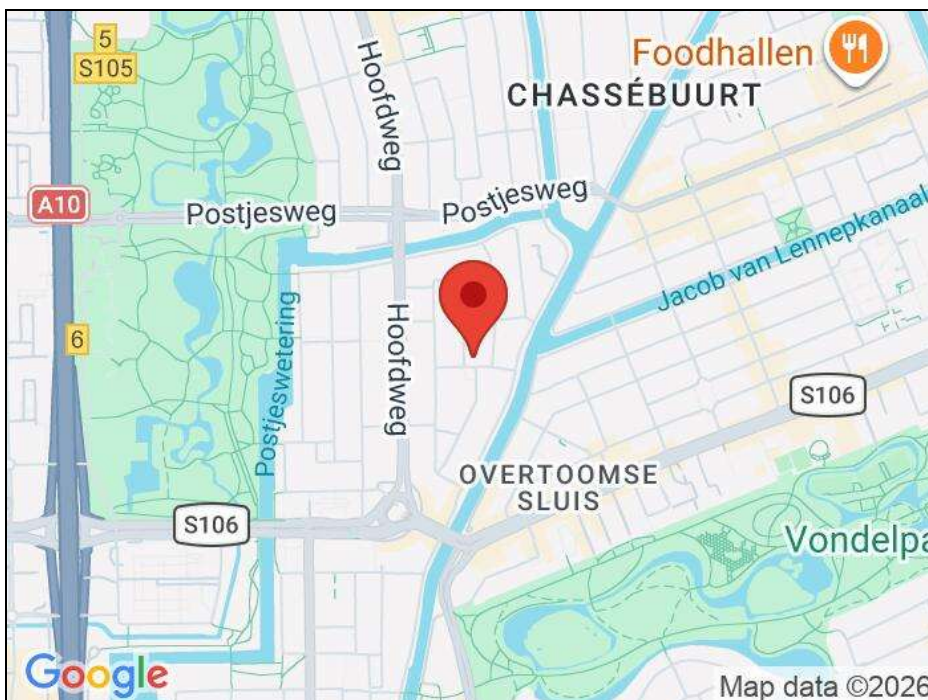 5
S105
Hoofdweg
Foodhallen
CHASSÉBUURT
A10
Postjesweg
Postjesweg
Jacob van Lennepkanaal
Postjeswetering
Hoofdweg
6
S106
OVERTOOMSE
SLUIS
S106
Vondelpa
Google
Map data ©2026